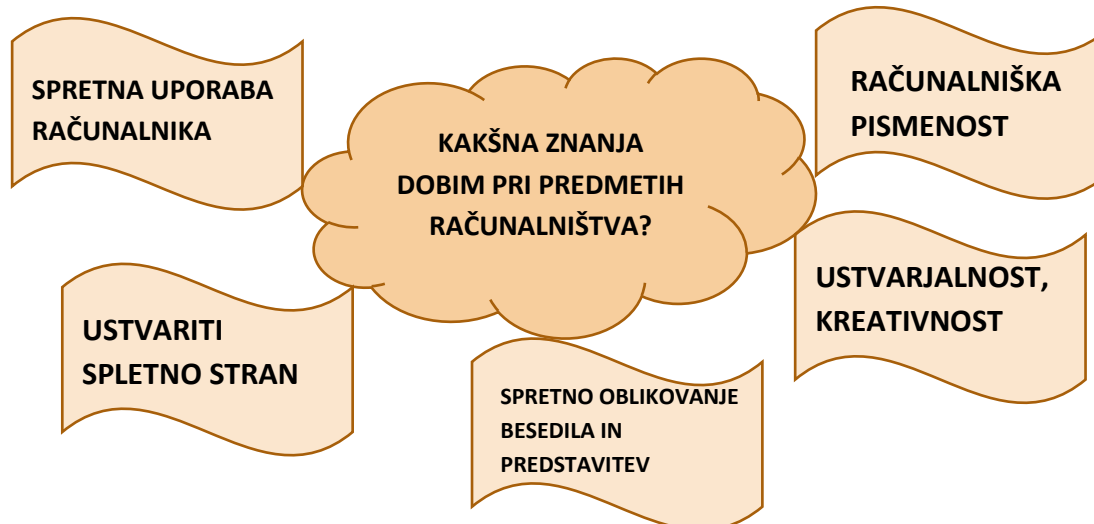 SPRETNA UPORABA
RAČUNALNIKA
KAKŠNA ZNANJA
DOBIM PRI PREDMETIH
RAČUNALNIŠTVA?
RAČUNALNIŠKA
PISMENOST
USTVARITI
SPLETNO STRAN
SPRETNO OBLIKOVANJE
BESEDILA IN
PREDSTAVITEV
USTVARJALNOST,
KREATIVNOST